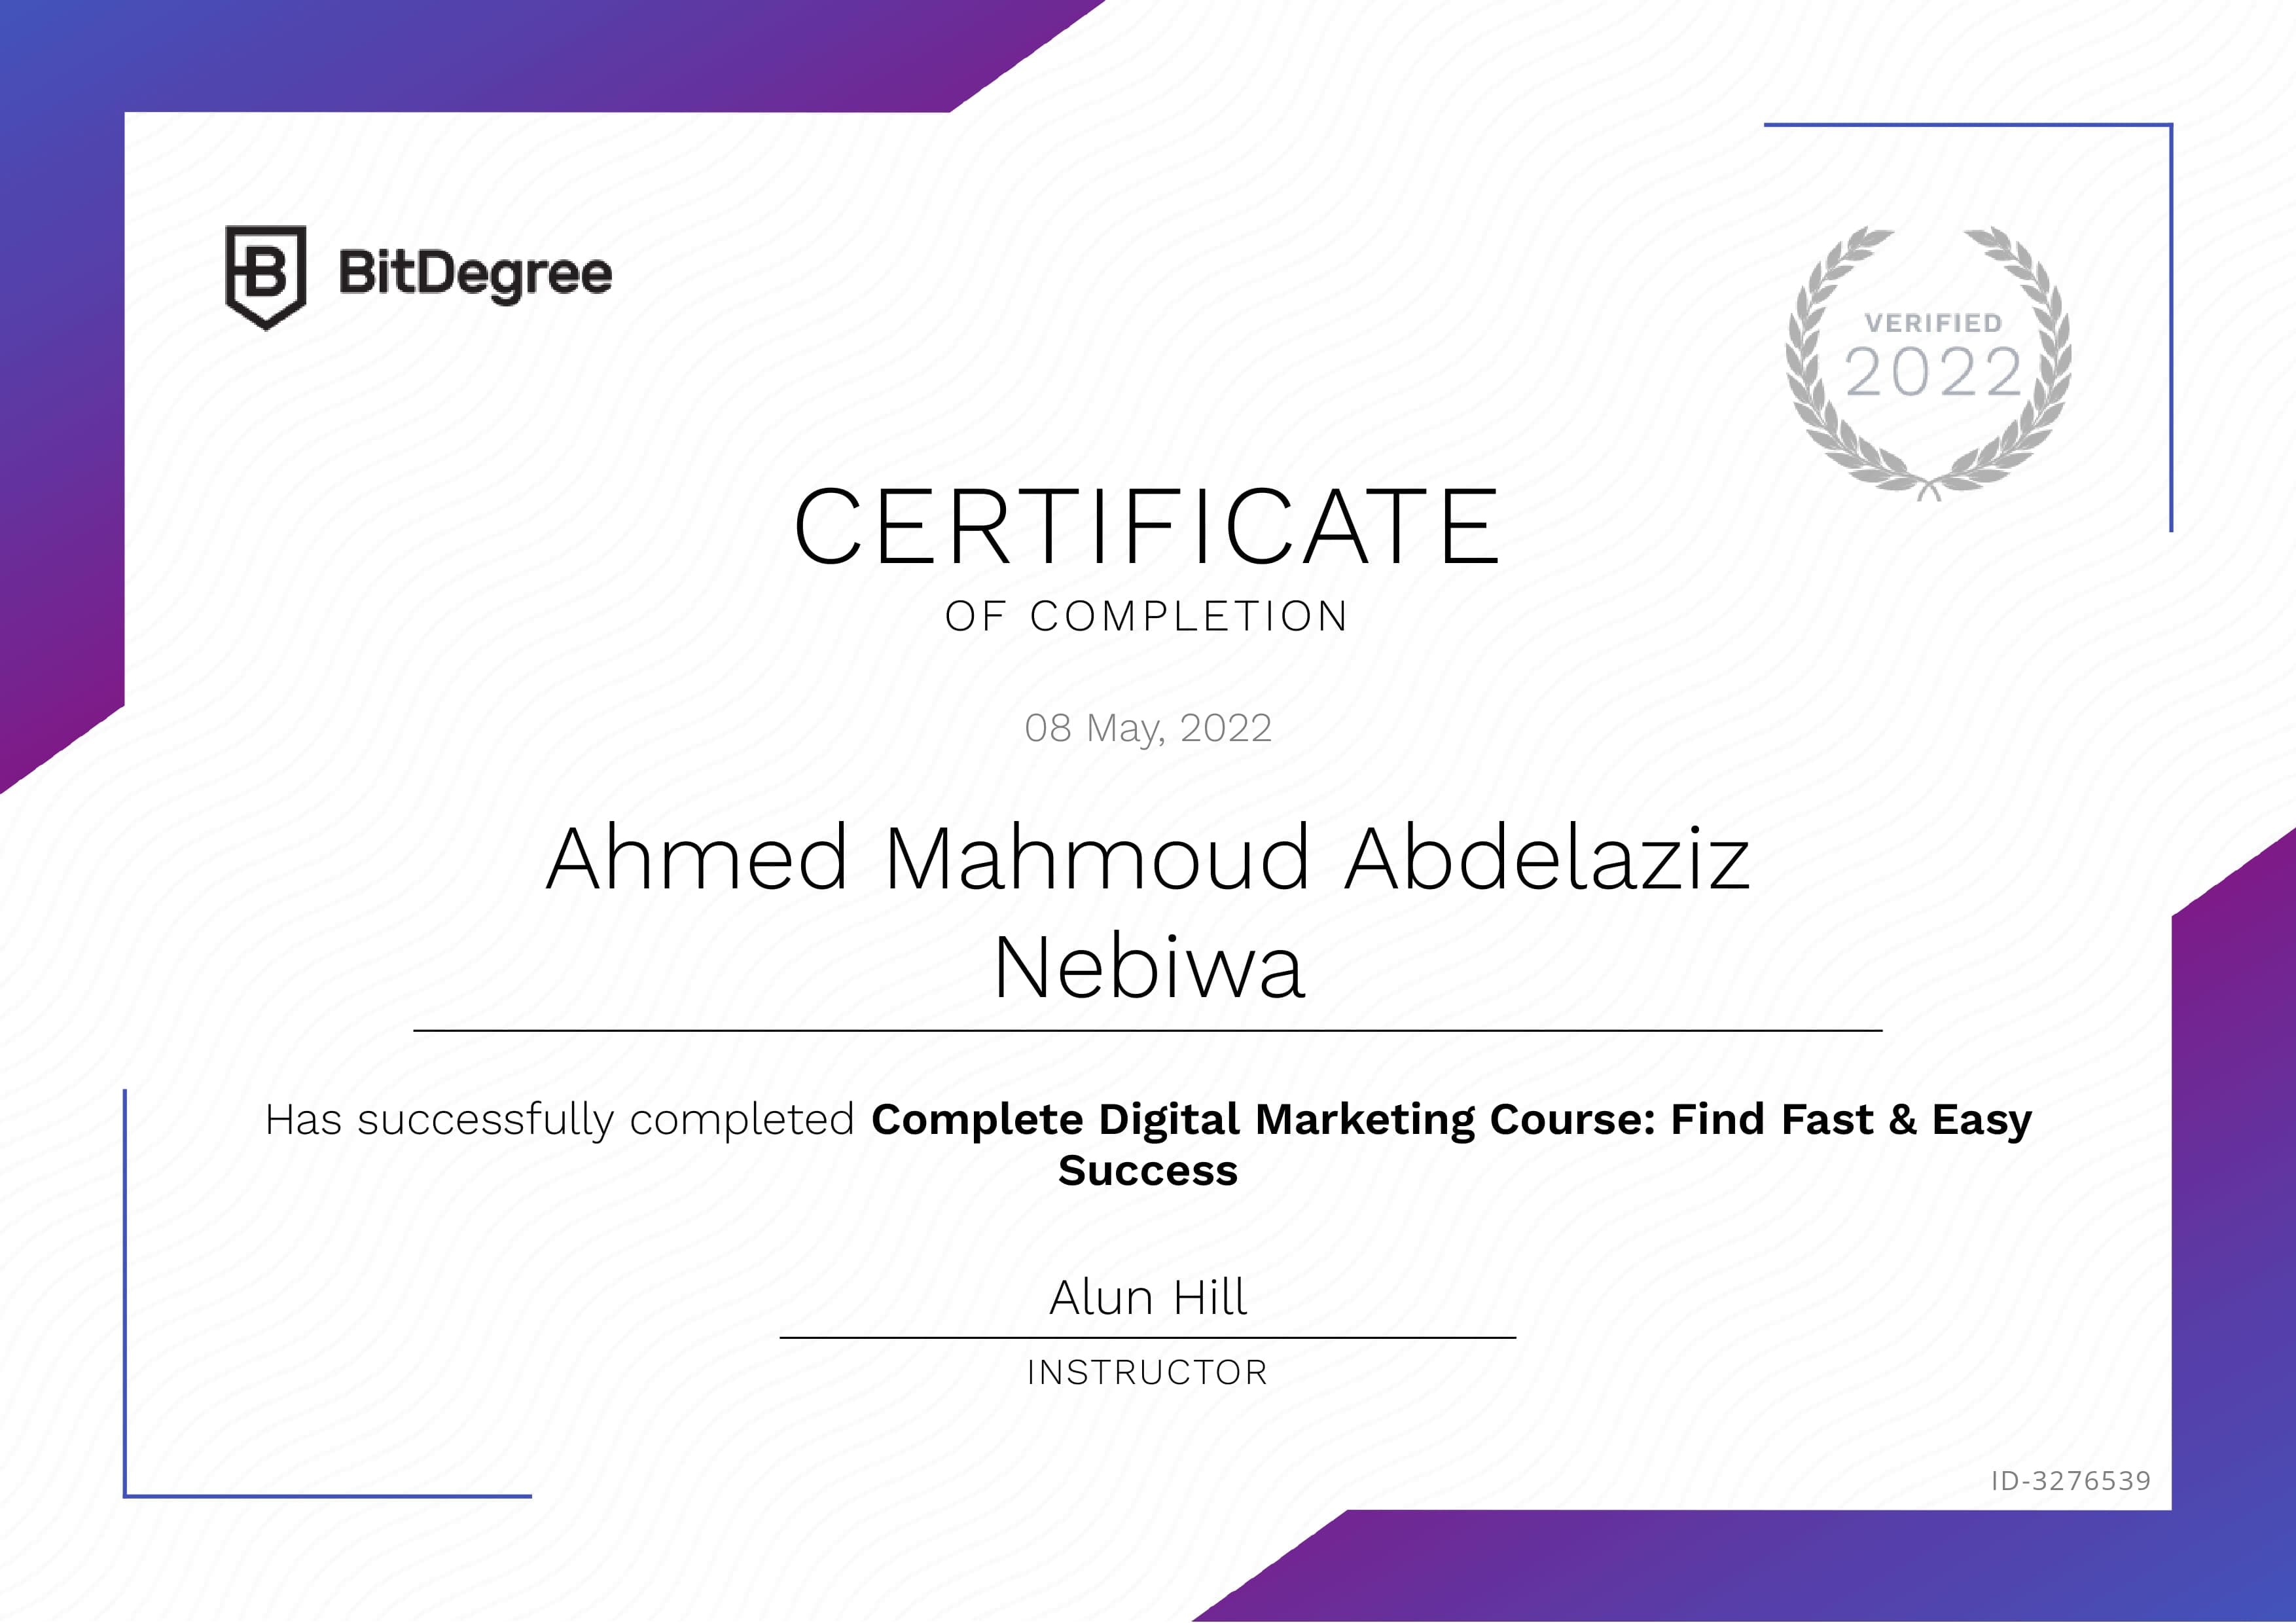 BitDegree
VERIFIED
2022
CERTIFICATE
OF COMPLETION
08 May, 2022
Ahmed Mahmoud Abdelaziz
Nebiwa
Has successfully completed Complete Digital Marketing Course: Find Fast & Easy
Success
Alun Hill
INSTRUCTOR
ID-3276539